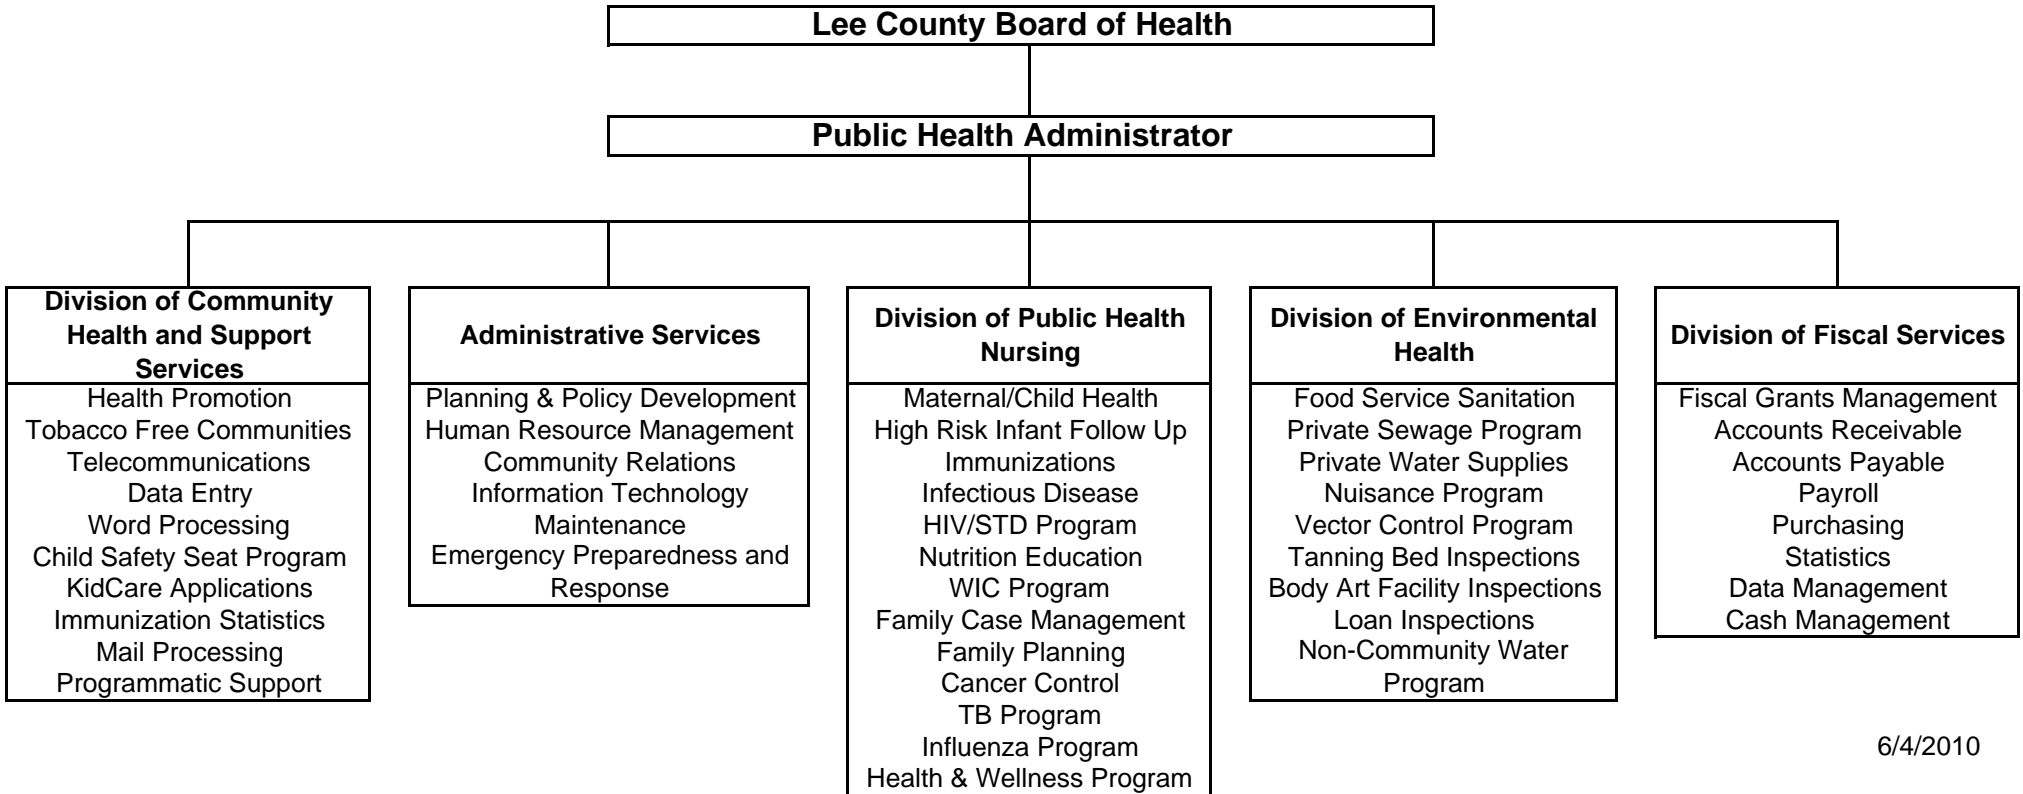 Lee County Board of Health
Public Health Administrator
Division of Community
Health and Support
Services
Health Promotion
Tobacco Free Communities
Telecommunications
Data Entry
Word Processing
Child Safety Seat Program
KidCare Applications
Immunization Statistics
Mail Processing
Programmatic Support
Administrative Services
Planning & Policy Development
Human Resource Management
Community Relations
Information Technology
Maintenance
Emergency Preparedness and
Response
Division of Public Health
Nursing
Maternal/Child Health
High Risk Infant Follow Up
Immunizations
Infectious Disease
HIV/STD Program
Nutrition Education
WIC Program
Family Case Management
Family Planning
Cancer Control
TB Program
Influenza Program
Health & Wellness Program
Division of Environmental
Health
Food Service Sanitation
Private Sewage Program
Private Water Supplies
Nuisance Program
Vector Control Program
Tanning Bed Inspections
Body Art Facility Inspections
Loan Inspections
Non-Community Water
Program
Division of Fiscal Services
Fiscal Grants Management
Accounts Receivable
Accounts Payable
Payroll
Purchasing
Statistics
Data Management
Cash Management
6/4/2010